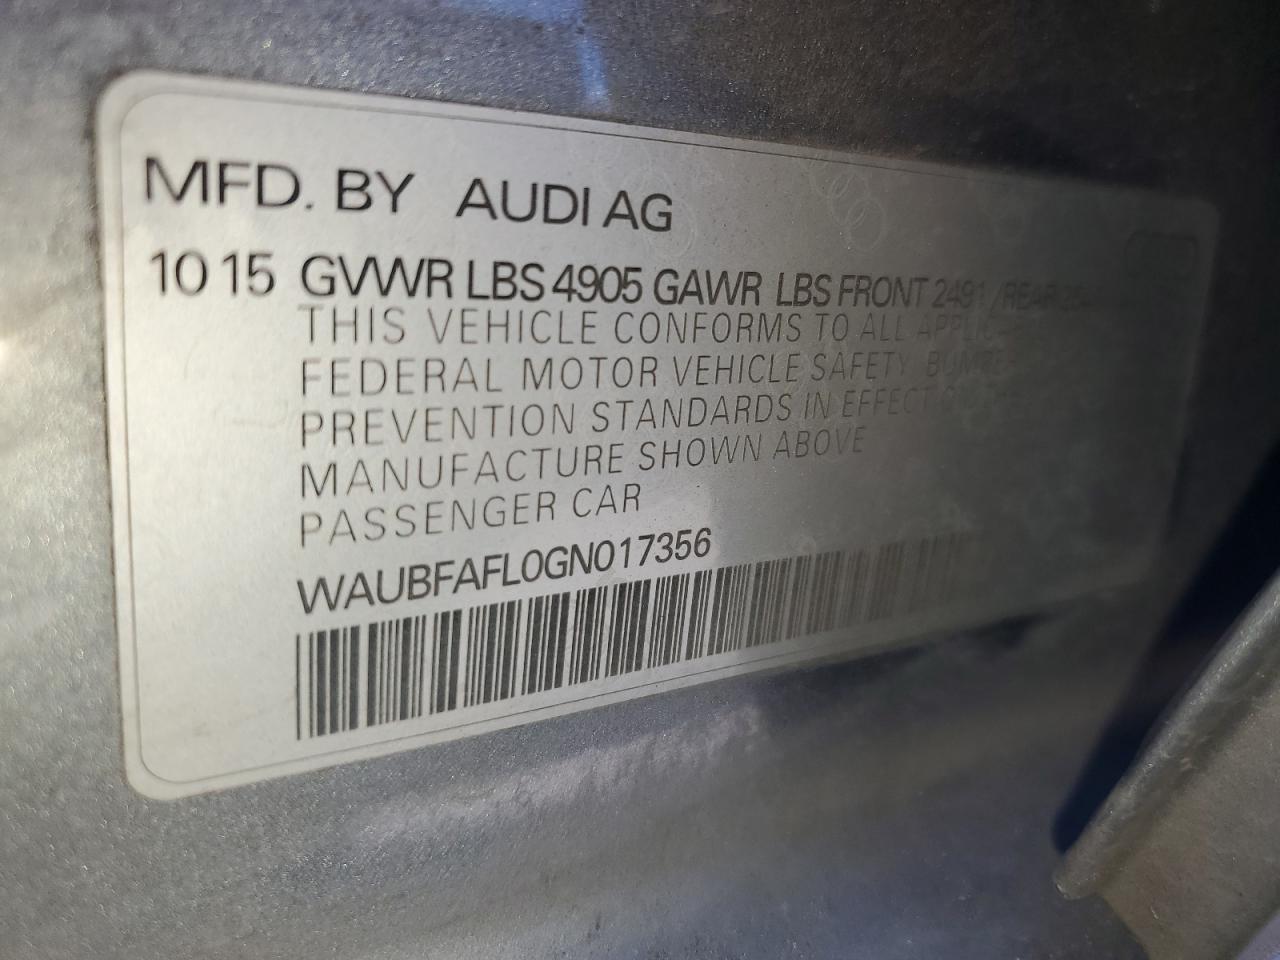 MFD. BY AUDI AG
10 15 GVWR LBS 4905 GAWR LBS FRONT 2491 /REAR
THIS VEHICLE CONFORMS TO ALL
FEDERAL MOTOR VEHICLE SAFETY,
PREVENTION STANDARDS IN EFFECT
MANUFACTURE SHOWN ABOVE
PASSENGER CAR
WAUBFAFL0GN017356